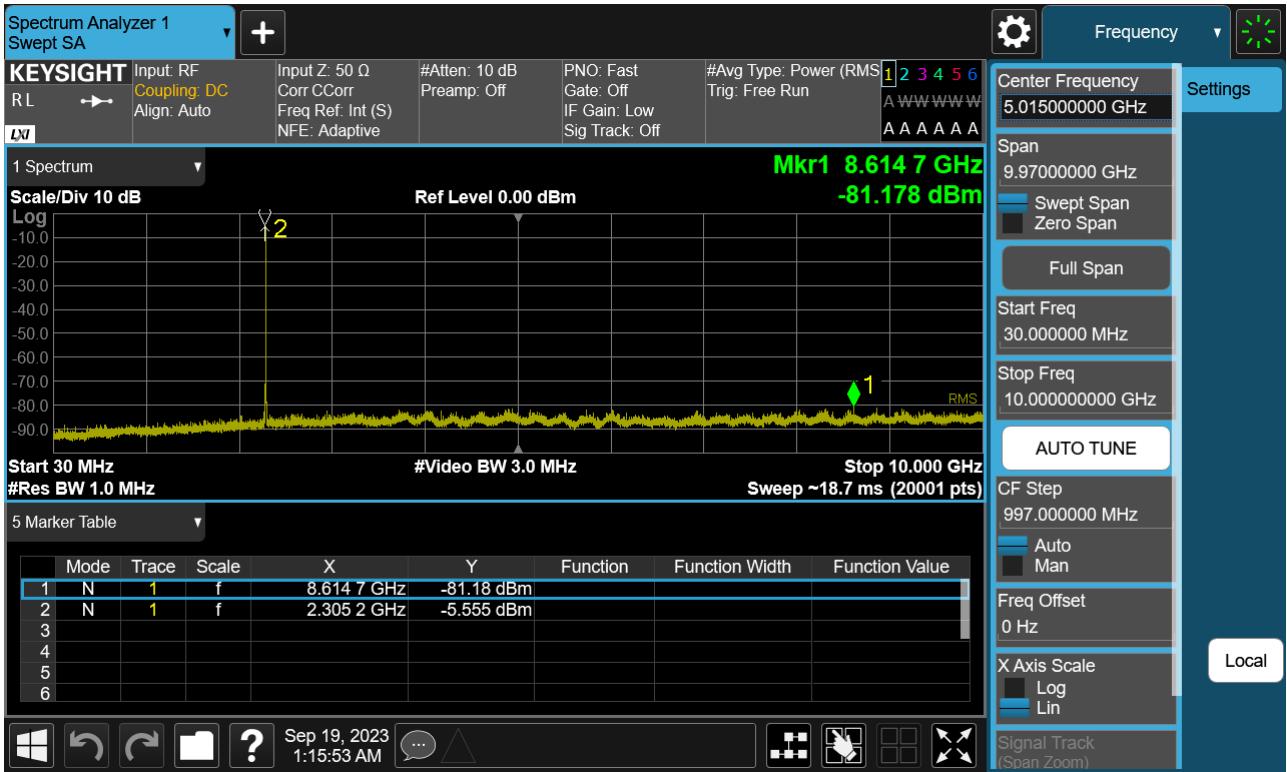 Spectrum Analyzer 1
Swept SA
+
Frequency
KEYSIGHT
RL
LXI
Input: RF
Coupling: DC
Align: Auto
Input Z: 50 Ω
Corr CCorr
Freq Ref: Int (S)
NFE: Adaptive
#Atten: 10 dB
Preamp: Off
PNO: Fast
Gate: Off
IF Gain: Low
Sig Track: Off
#Avg Type: Power (RMS
Trig: Free Run
1 2 3 4 5 6
A W W W W W
A A A A A A
1 Spectrum
Mkr1 8.614 7 GHz
Scale/Div 10 dB
Ref Level 0.00 dBm
-81.178 dBm
Log
-10.0
-20.0
-30.0
-40.0
-50.0
-60.0
-70.0
-80.0
-90.0
2
1
RMS
Start 30 MHz
#Video BW 3.0 MHz
Stop 10.000 GHz
#Res BW 1.0 MHz
Sweep ~18.7 ms (20001 pts)
5 Marker Table
Mode Trace Scale X Y Function Function Width Function Value
1 N 1 f 8.614 7 GHz -81.18 dBm
2 N 1 f 2.305 2 GHz -5.555 dBm
3
4
5
6
?
Sep 19, 2023
1:15:53 AM
Center Frequency
5.015000000 GHz
Span
9.97000000 GHz
Swept Span
Zero Span
Full Span
Start Freq
30.000000 MHz
Stop Freq
10.000000000 GHz
AUTO TUNE
CF Step
997.000000 MHz
Auto
Man
Freq Offset
0 Hz
X Axis Scale
Log
Lin
Signal Track
(Span Zoom)
Settings
Local